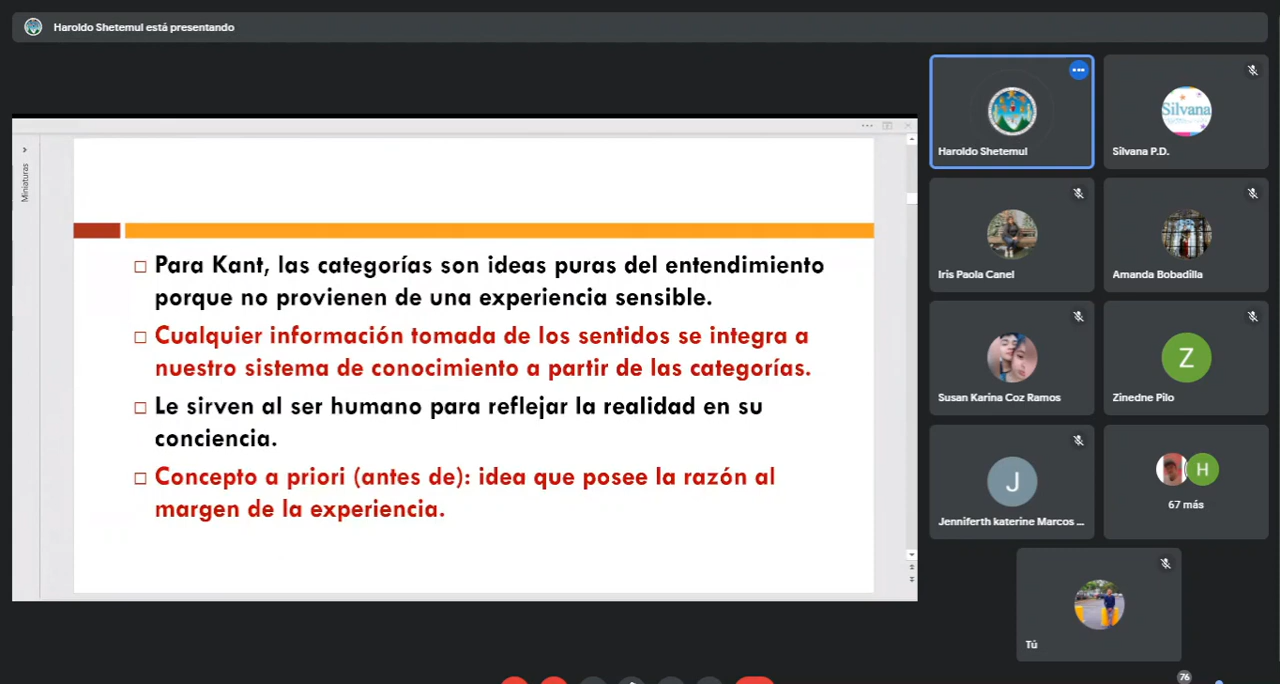 Haroldo Shetemul está presentando
Miniaturas
Para Kant, las categorías son ideas puras del entendimiento
porque no provienen de una experiencia sensible.
Cualquier información tomada de los sentidos se integra a
nuestro sistema de conocimiento a partir de las categorías.
Le sirven al ser humano para reflejar la realidad en su
conciencia.
Concepto a priori (antes de): idea que posee la razón al
margen de la experiencia.
Haroldo Shetemul
Silvana
Silvana P.D.
Iris Paola Canel
Amanda Bobadilla
Susan Karina Coz Ramos
Z
Zinedne Pilo
J
Jenniferth katerine Marcos ...
H
67 más
Tú
76